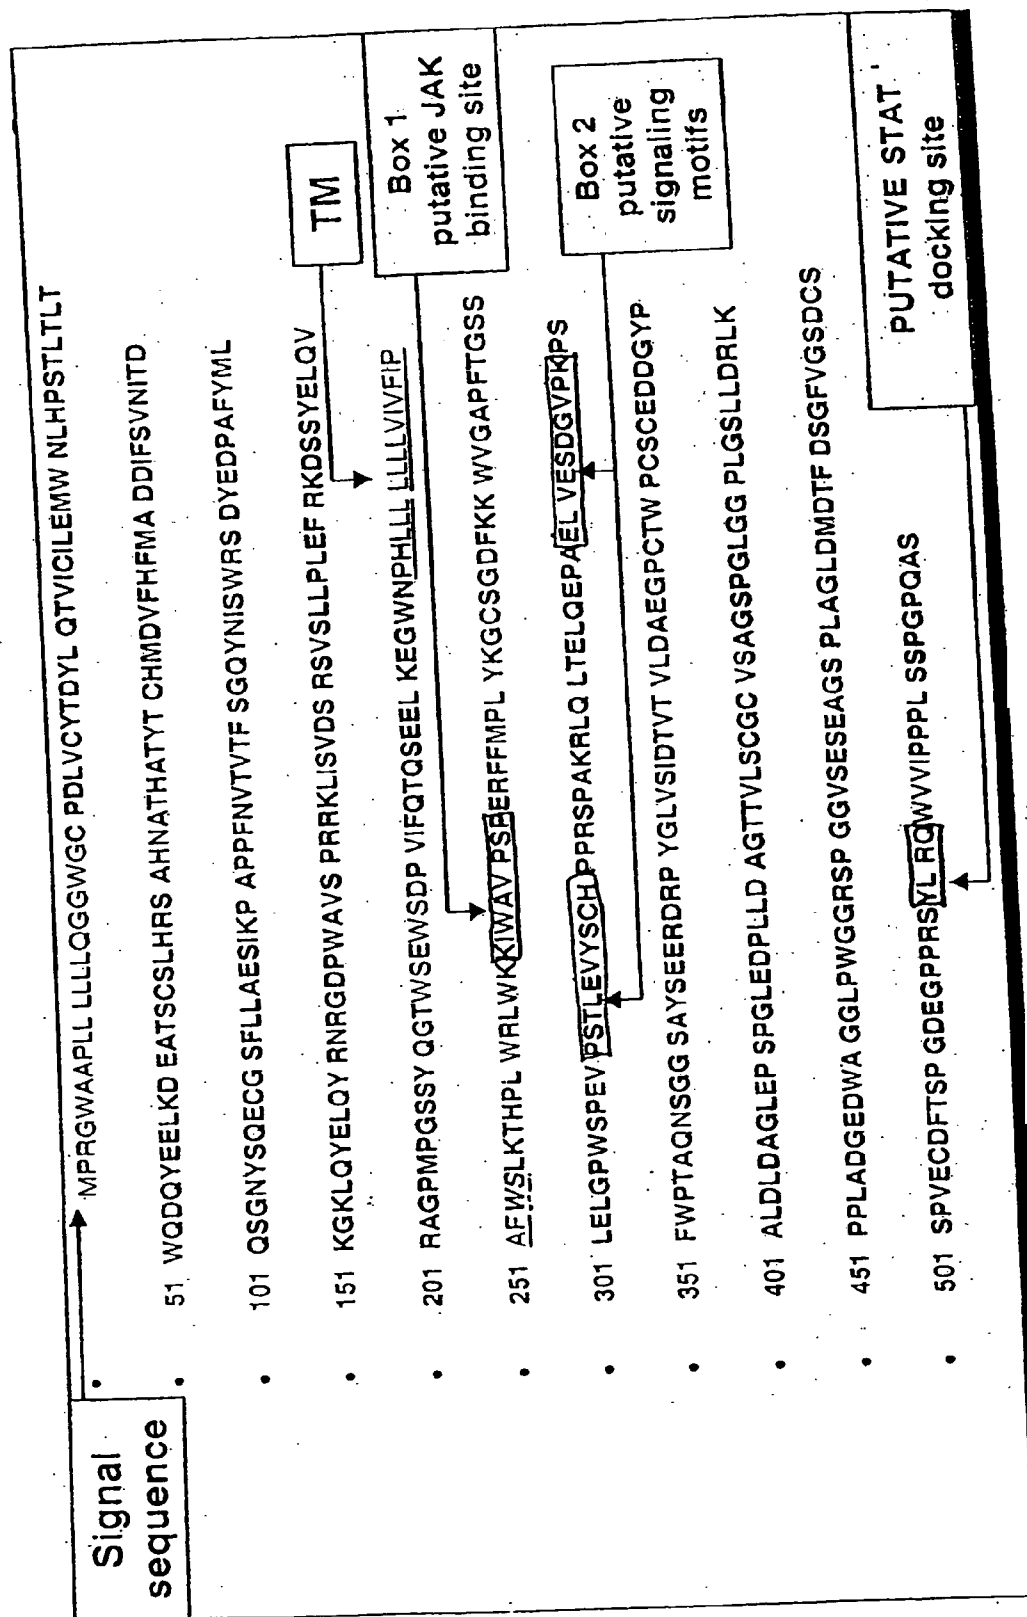 Signal
sequence
MPRGWAAPLL LLLLQGGWGC PDLVCYTDYL QTVICILEMW NLHPSTLTLT
51 WQDQYEELKD EATSCSLHRS AHNATHATYT CHMDVFHFMA DDIFSVNITD
101 QSGNYSQECG SFLLAESIKP APPFNVTVTF SGQYNISWRS DYEDPAFYML
151 KGKLQYELQY RNRGDPWAVS PRRKLISVDS RSVSLLPLEF RKDSSYELQV
TM
201 RAGPMPGSSY QGTWSEWSDP VIFQTQSEEL KEGWNPHLLL LLLLVIVFIP
Box 1
putative JAK
binding site
251 AFWSLKTHPL WRLWKKIWAV PSPERFFMPL YKGCSGDFKK WVGAPFTGSS
301 LELGPWSPEV PSTLEVYSCH PPRSPAKRLQ LTELQEPAEL VESDGVPKPS
Box 2
putative
signaling
motifs
351 FWPTAQNSGG SAYSEERDRP YGLVSIDTVT VLDAEGPCTW PCSCEDDGYP
401 ALDLDAGLEP SPGLEDPLLD AGTTVLSCGC VSAGSPGLGG PLGSLLDRLK
451 PPLADGEDWA GGLPWGGRSP GGVSESEAGS PLAGLDMDTF DSGFVGSDCS
501 SPVECDFTSP GDEGPPRSYL RQWVVIPPPL SSPGPQAS
PUTATIVE STAT
docking site